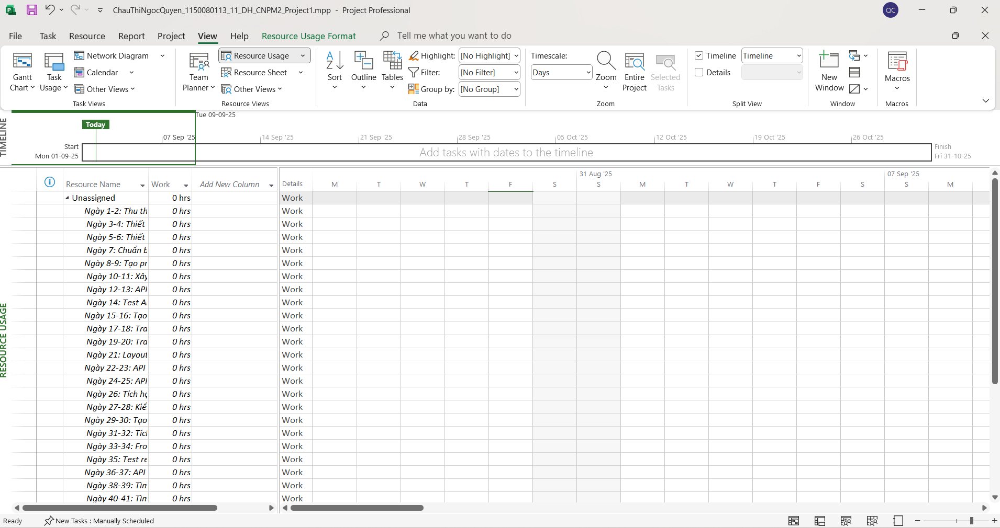 ChauThiNgocQuyen_1150080113_11_DH_CNPM2_Project1.mpp - Project Professional
QC
File Task Resource Report Project View Help Resource Usage Format Tell me what you want to do
Gantt Chart
Task Usage
Network Diagram
Calendar
Other Views
Task Views
Team Planner
Resource Usage
Resource Sheet
Other Views
Resource Views
Sort
Outline
Tables
Highlight: [No Highlight]
Filter: [No Filter]
Group by: [No Group]
Data
Timescale:
Days
Zoom
Entire Project
Selected Tasks
Zoom
Timeline Timeline
Details
Split View
New Window
Window
Macros
Macros
TIMELINE
Tue 09-09-25
Today
07 Sep '25 14 Sep '25 21 Sep '25 28 Sep '25 05 Oct '25 12 Oct '25 19 Oct '25 26 Oct '25
Start
Mon 01-09-25
Add tasks with dates to the timeline
Finish
Fri 31-10-25
RESOURCE USAGE
31 Aug '25 07 Sep '25
Resource Name Work Add New Column Details M T W T F S S M T W T F S S M
Unassigned 0 hrs Work
Ngày 1-2: Thu th 0 hrs Work
Ngày 3-4: Thiết 0 hrs Work
Ngày 5-6: Thiết 0 hrs Work
Ngày 7: Chuẩn b 0 hrs Work
Ngày 8-9: Tạo pr 0 hrs Work
Ngày 10-11: Xây 0 hrs Work
Ngày 12-13: API 0 hrs Work
Ngày 14: Test A 0 hrs Work
Ngày 15-16: Tạo 0 hrs Work
Ngày 17-18: Tra 0 hrs Work
Ngày 19-20: Tra 0 hrs Work
Ngày 21: Layout 0 hrs Work
Ngày 22-23: API 0 hrs Work
Ngày 24-25: API 0 hrs Work
Ngày 26: Tích hợ 0 hrs Work
Ngày 27-28: Kiể 0 hrs Work
Ngày 29-30: Tạo 0 hrs Work
Ngày 31-32: Tíc 0 hrs Work
Ngày 33-34: Fro 0 hrs Work
Ngày 35: Test re 0 hrs Work
Ngày 36-37: API 0 hrs Work
Ngày 38-39: Tìm 0 hrs Work
Ngày 40-41: Tìm 0 hrs Work
Ready New Tasks : Manually Scheduled